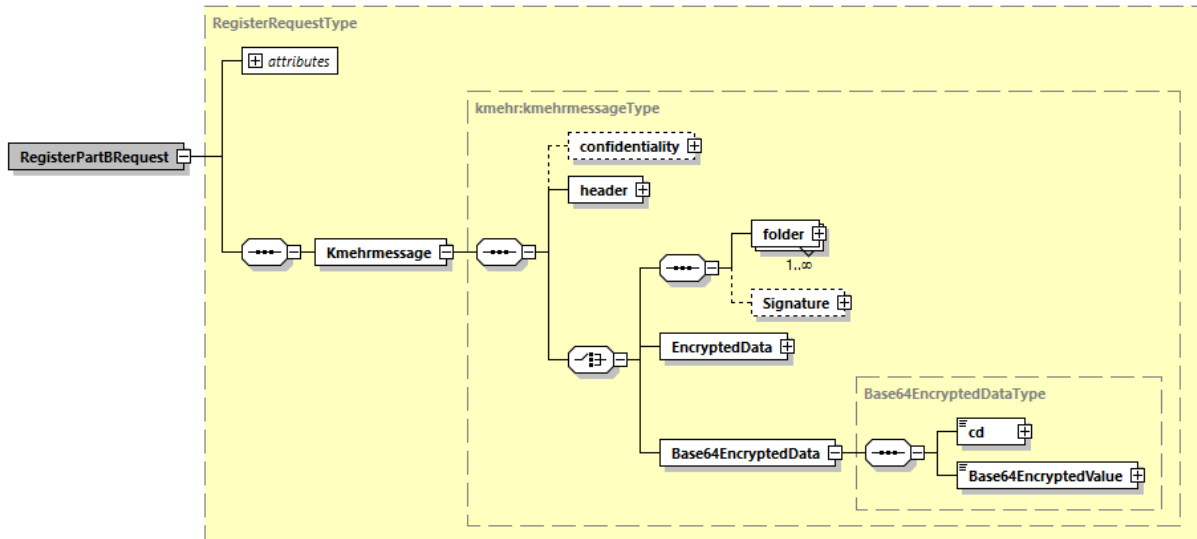 RegisterRequestType
attributes
kmehr:kmehrmessageType
confidentiality
RegisterPartBRequest
header
folder
1..∞
Kmehrmessage
Signature
EncryptedData
Base64EncryptedDataType
cd
Base64EncryptedData
Base64EncryptedValue